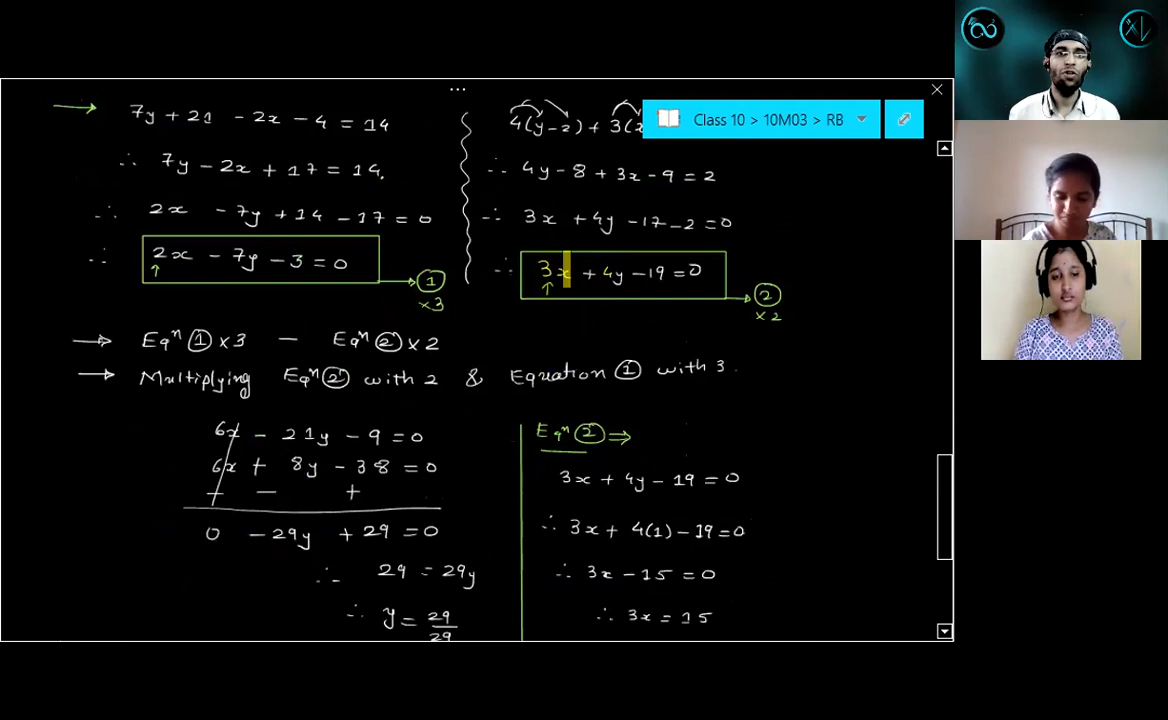 7y + 21 - 2x - 4 = 14
∴ 7y - 2x + 17 = 14.
∴ 2x - 7y + 14 - 17 = 0
∴ 2x - 7y - 3 = 0
↑
→ ①
×3
4(y-2) + 3(x
Class 10 > 10M03 > RB
∴ 4y - 8 + 3x - 9 = 2
∴ 3x + 4y - 17 - 2 = 0
∴ 3x + 4y - 19 = 0
↑
→ ②
×2
→ Eqⁿ ① ×3 — Eqⁿ ② ×2
→ Multiplying Eqⁿ ② with 2 & Equation ① with 3.
6x - 21y - 9 = 0
6x + 8y - 38 = 0
- - +
0 - 29y + 29 = 0
∴ 29 = 29y
∴ y = 29/29
Eqⁿ ② ⇒
3x + 4y - 19 = 0
∴ 3x + 4(1) - 19 = 0
∴ 3x - 15 = 0
∴ 3x = 15